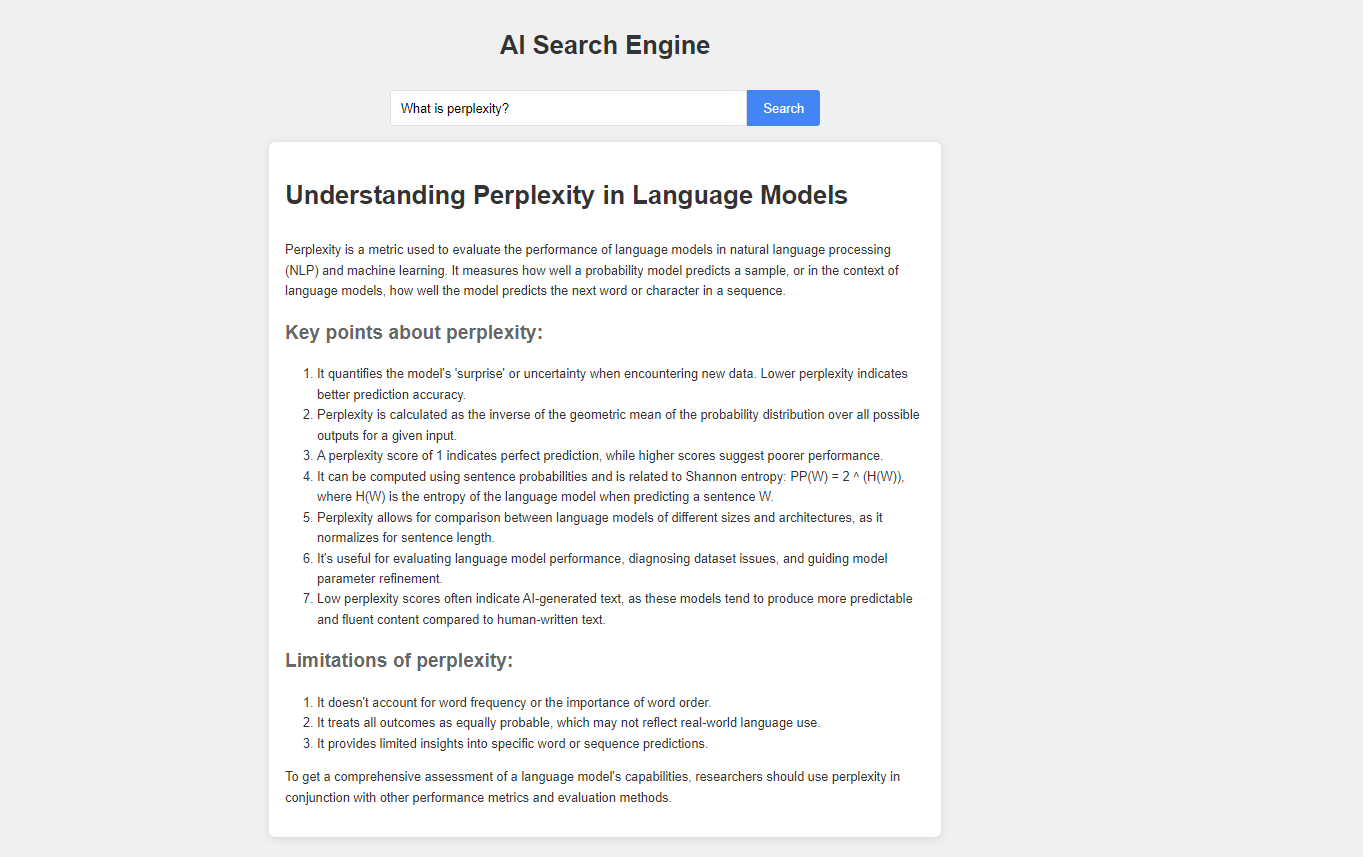 AI Search Engine
What is perplexity?
Search
Understanding Perplexity in Language Models
Perplexity is a metric used to evaluate the performance of language models in natural language processing
(NLP) and machine learning. It measures how well a probability model predicts a sample, or in the context of
language models, how well the model predicts the next word or character in a sequence.
Key points about perplexity:
1. It quantifies the model's 'surprise' or uncertainty when encountering new data. Lower perplexity indicates
better prediction accuracy.
2. Perplexity is calculated as the inverse of the geometric mean of the probability distribution over all possible
outputs for a given input.
3. A perplexity score of 1 indicates perfect prediction, while higher scores suggest poorer performance.
4. It can be computed using sentence probabilities and is related to Shannon entropy: PP(W) = 2 ^ (H(W)),
where H(W) is the entropy of the language model when predicting a sentence W.
5. Perplexity allows for comparison between language models of different sizes and architectures, as it
normalizes for sentence length.
6. It's useful for evaluating language model performance, diagnosing dataset issues, and guiding model
parameter refinement.
7. Low perplexity scores often indicate AI-generated text, as these models tend to produce more predictable
and fluent content compared to human-written text.
Limitations of perplexity:
1. It doesn't account for word frequency or the importance of word order.
2. It treats all outcomes as equally probable, which may not reflect real-world language use.
3. It provides limited insights into specific word or sequence predictions.
To get a comprehensive assessment of a language model's capabilities, researchers should use perplexity in
conjunction with other performance metrics and evaluation methods.